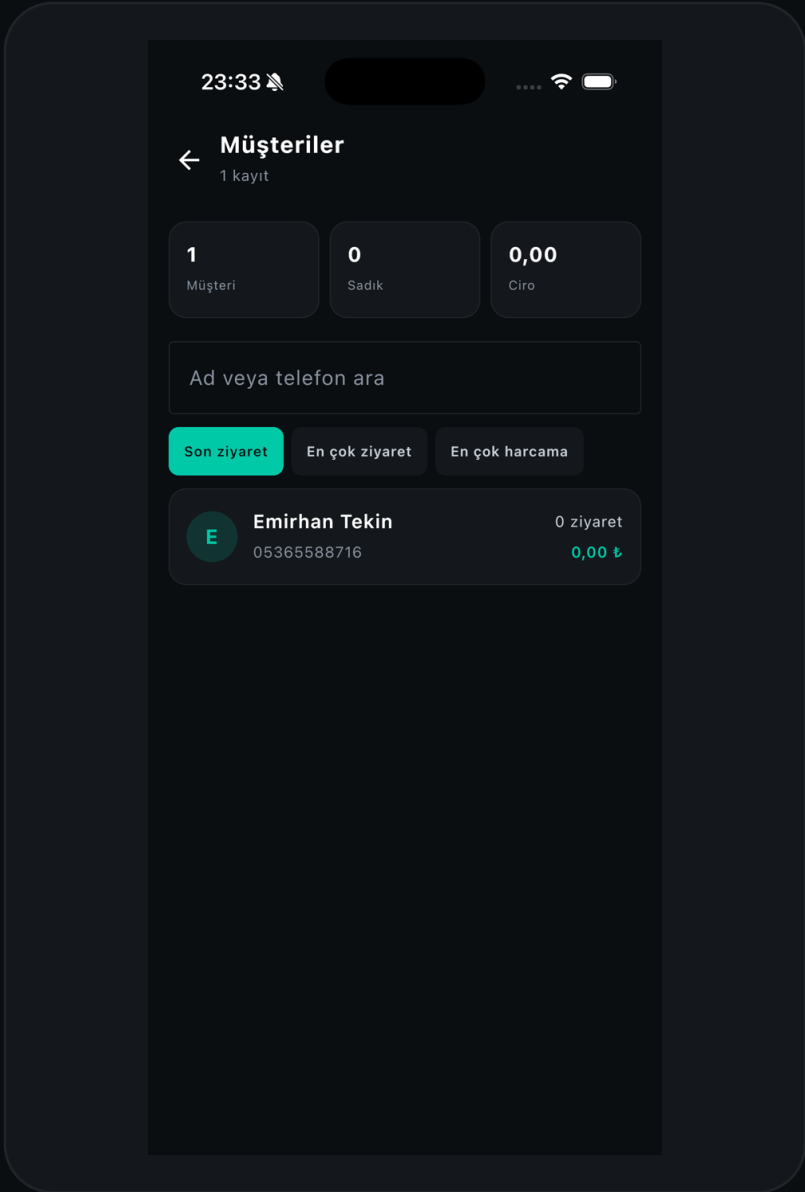 23:33
Müşteriler
1 kayıt
1
Müşteri
0
Sadık
0,00
Ciro
Ad veya telefon ara
Son ziyaret
En çok ziyaret
En çok harcama
E
Emirhan Tekin
0 ziyaret
05365588716
0,00 ₺